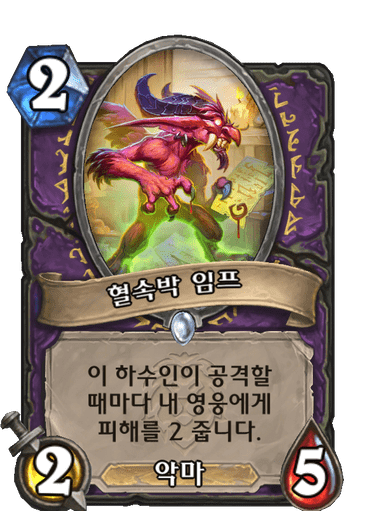 2
혈속박 임프
이 하수인이 공격할
때마다 내 영웅에게
피해를 2 줍니다.
2
악마
5